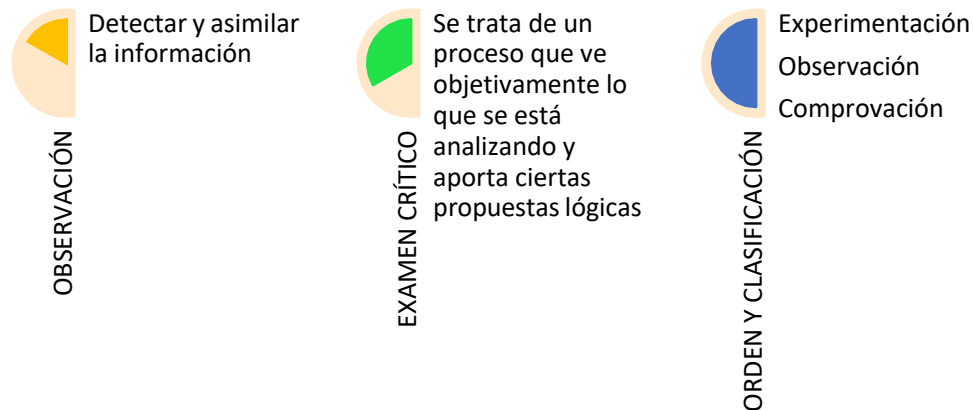 OBSERVACIÓN
Detectar y asimilar
la información
EXAMEN CRÍTICO
Se trata de un
proceso que ve
objetivamente lo
que se está
analizando y
aporta ciertas
propuestas lógicas
ORDEN Y CLASIFICACIÓN
Experimentación
Observación
Comprovación